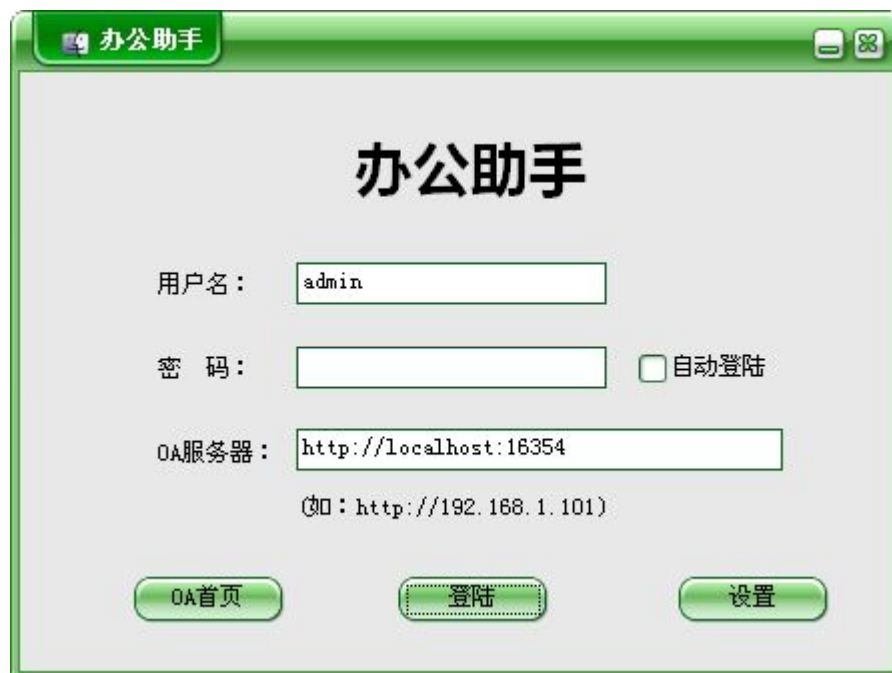 办公助手
办公助手
用户名： admin
密 码： 自动登陆
OA服务器： http://localhost:16354
(如：http://192.168.1.101)
OA首页 登陆 设置